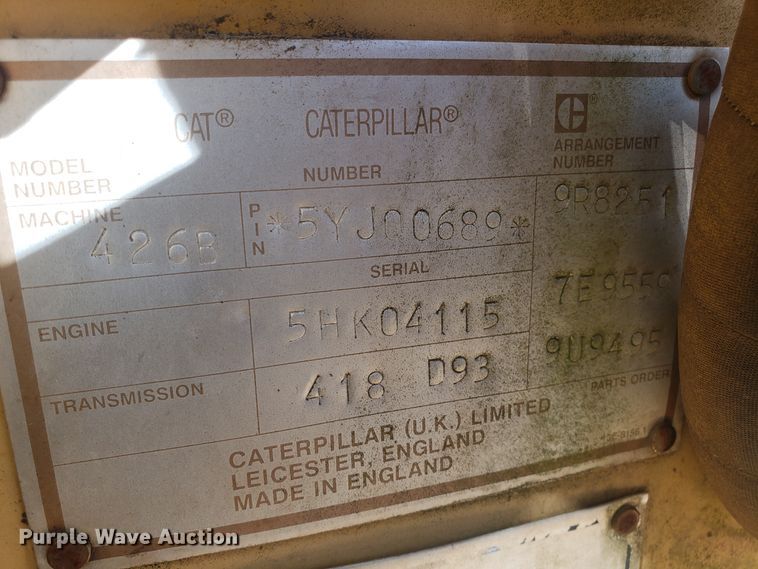 CAT® CATERPILLAR® C®
MODEL NUMBER NUMBER ARRANGEMENT NUMBER
MACHINE 426B PIN *5YJ00689* 9R8251
SERIAL
ENGINE 5HK04115 7E9559
TRANSMISSION 418 D93 9U9495
PARTS ORDER
CATERPILLAR (U.K.) LIMITED
LEICESTER, ENGLAND
MADE IN ENGLAND
Purple Wave Auction